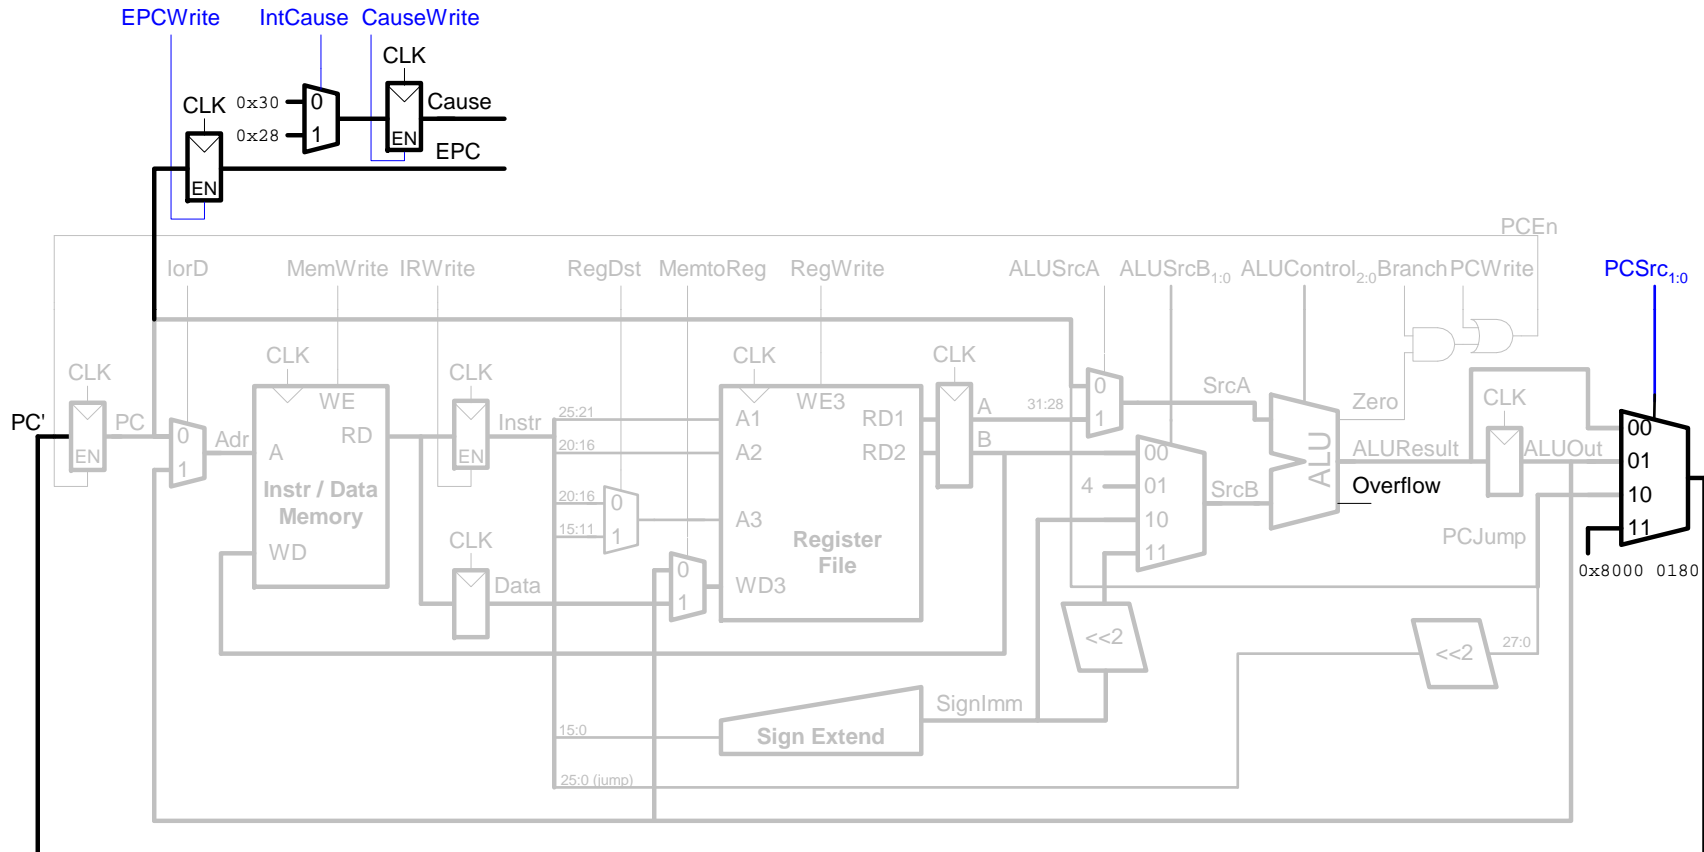 EPCWrite IntCause CauseWrite
CLK
0x30 0 Cause
CLK
0x28 1 EN
EPC
EN
PCEn
IorD MemWrite IRWrite RegDst MemtoReg RegWrite ALUSrcA ALUSrcB1:0 ALUControl2:0 Branch PCWrite PCSrc1:0
CLK CLK CLK CLK CLK
CLK
PC' PC 0 Adr WE RD Instr 25:21 A1 WE3 RD1 A 31:28 0 SrcA Zero CLK 00
EN 1 A EN 20:16 A2 RD2 B 1 00 ALU ALUResult ALUOut 01
Instr / Data
Memory
4 01 SrcB Overflow 10
20:16 0 A3 10 11
15:11 1 Register
File
PCJump
WD CLK 11 0x8000 0180
Data 0 WD3
1
<<2 <<2 27:0
SignImm
15:0 Sign Extend
25:0 (jump)